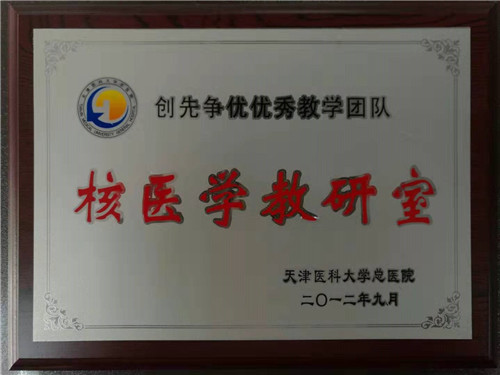 创先争优优秀教学团队
核医学教研室
天津医科大学总医院
二〇一二年九月